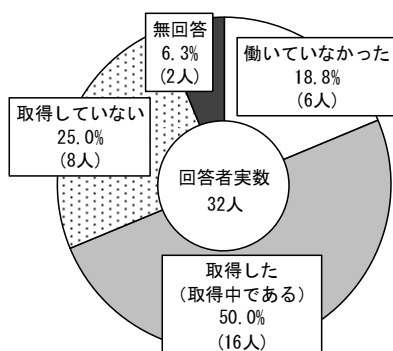 無回答
6.3%
(2人)
働いていなかった
18.8%
(6人)
取得していない
25.0%
(8人)
回答者実数
32人
取得した
(取得中である)
50.0%
(16人)